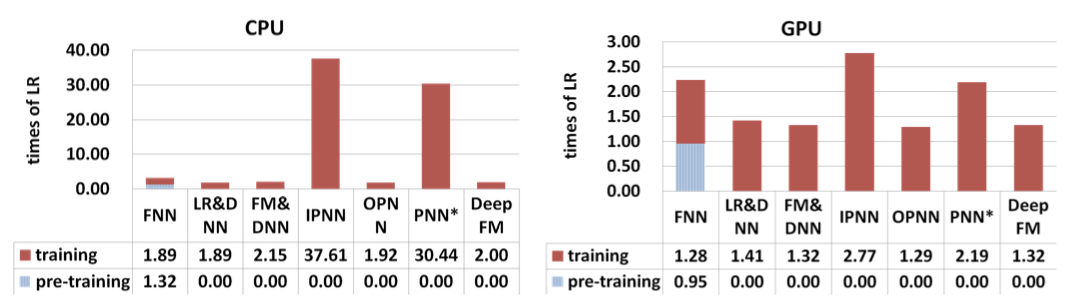 CPU
times of LR
40.00
30.00
20.00
10.00
0.00
FNN
LR&D
NN
FM&
DNN
IPNN
OPN
N
PNN*
Deep
FM
training 1.89 1.89 2.15 37.61 1.92 30.44 2.00
pre-training 1.32 0.00 0.00 0.00 0.00 0.00 0.00
GPU
times of LR
3.00
2.50
2.00
1.50
1.00
0.50
0.00
FNN
LR&D
NN
FM&
DNN
IPNN
OPNN
PNN*
Deep
FM
training 1.28 1.41 1.32 2.77 1.29 2.19 1.32
pre-training 0.95 0.00 0.00 0.00 0.00 0.00 0.00